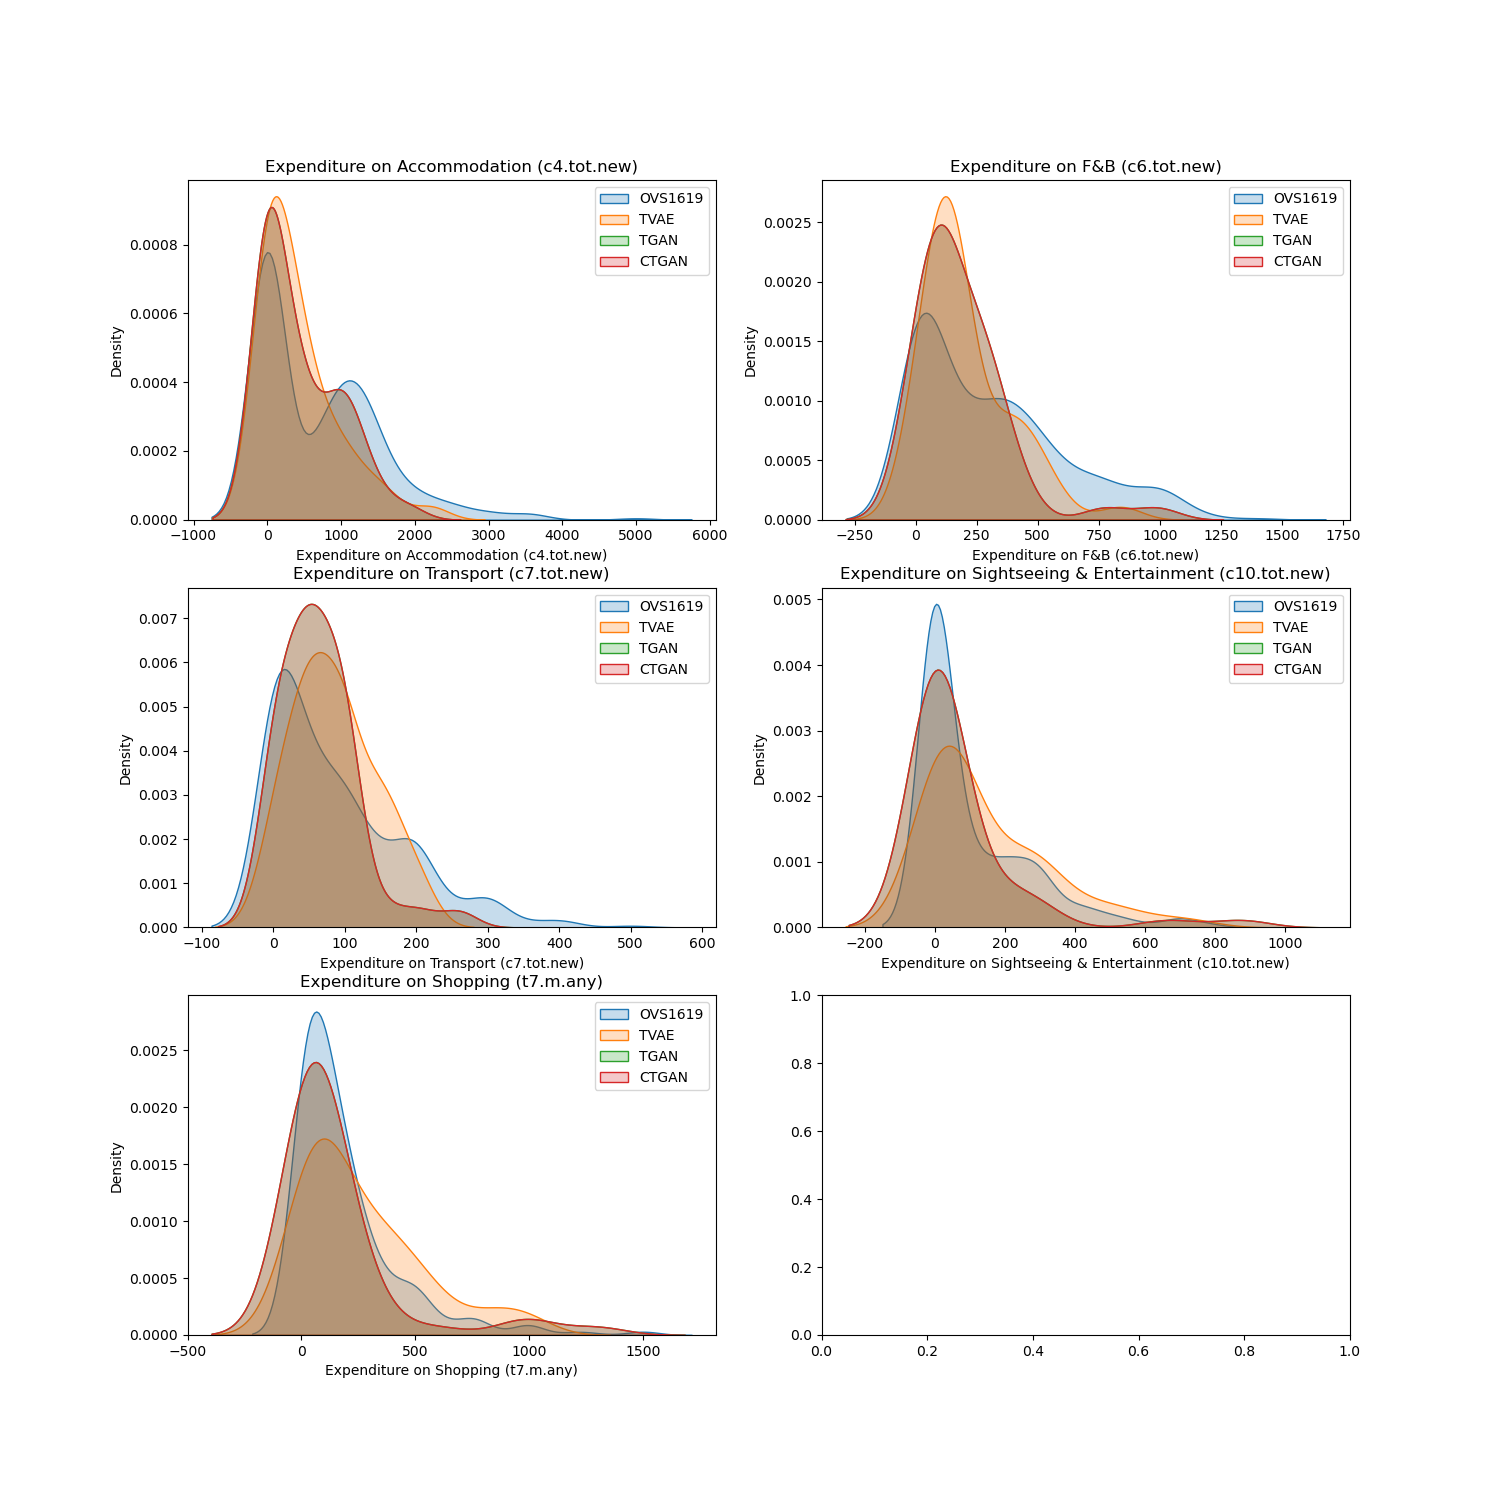 Expenditure on Accommodation (c4.tot.new)
Density
0.0008
0.0006
0.0004
0.0002
0.0000
−1000 0 1000 2000 3000 4000 5000 6000
Expenditure on Accommodation (c4.tot.new)
OVS1619
TVAE
TGAN
CTGAN
Expenditure on F&B (c6.tot.new)
Density
0.0025
0.0020
0.0015
0.0010
0.0005
0.0000
−250 0 250 500 750 1000 1250 1500 1750
Expenditure on F&B (c6.tot.new)
OVS1619
TVAE
TGAN
CTGAN
Expenditure on Transport (c7.tot.new)
Density
0.007
0.006
0.005
0.004
0.003
0.002
0.001
0.000
−100 0 100 200 300 400 500 600
Expenditure on Transport (c7.tot.new)
OVS1619
TVAE
TGAN
CTGAN
Expenditure on Sightseeing & Entertainment (c10.tot.new)
Density
0.005
0.004
0.003
0.002
0.001
0.000
−200 0 200 400 600 800 1000
Expenditure on Sightseeing & Entertainment (c10.tot.new)
OVS1619
TVAE
TGAN
CTGAN
Expenditure on Shopping (t7.m.any)
Density
0.0025
0.0020
0.0015
0.0010
0.0005
0.0000
−500 0 500 1000 1500
Expenditure on Shopping (t7.m.any)
OVS1619
TVAE
TGAN
CTGAN
1.0
0.8
0.6
0.4
0.2
0.0
0.0 0.2 0.4 0.6 0.8 1.0